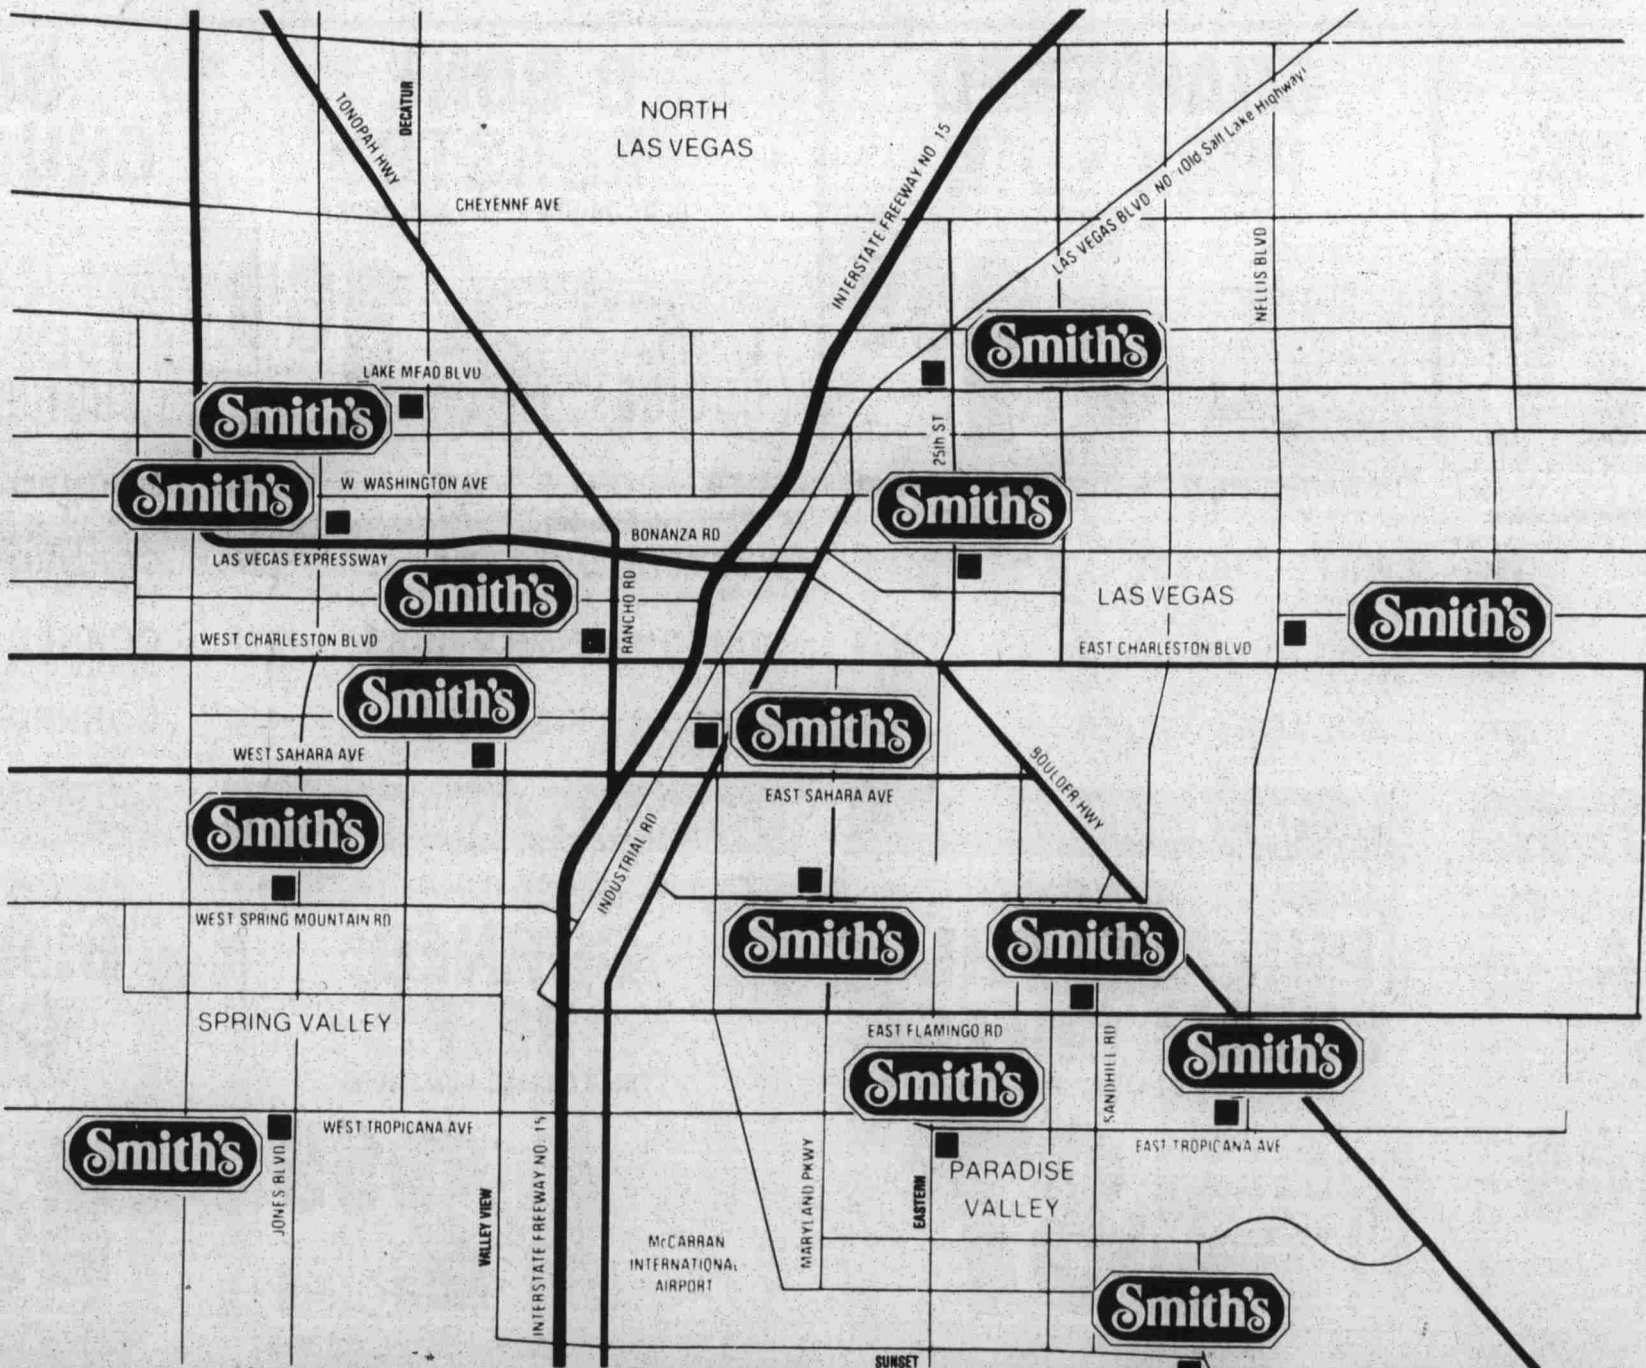 TONOPAH HWY
DECATUR
NORTH
LAS VEGAS
INTERSTATE FREEWAY NO 15
LAS VEGAS BLVD NO (Old Salt Lake Highway)
CHEYENNE AVE
NELLIS BLVD
Smith's
LAKE MEAD BLVD
Smith's
25th ST
Smith's
W WASHINGTON AVE
Smith's
BONANZA RD
LAS VEGAS EXPRESSWAY
Smith's
RANCHO RD
LAS VEGAS
Smith's
WEST CHARLESTON BLVD
EAST CHARLESTON BLVD
Smith's
Smith's
WEST SAHARA AVE
EAST SAHARA AVE
BOULDER HWY
Smith's
INDUSTRIAL RD
WEST SPRING MOUNTAIN RD
Smith's
Smith's
SPRING VALLEY
EAST FLAMINGO RD
SANDHILL RD
Smith's
Smith's
WEST TROPICANA AVE
EAST TROPICANA AVE
Smith's
JONES BLVD
VALLEY VIEW
INTERSTATE FREEWAY NO. 15
MARYLAND PKWY
EASTERN
PARADISE
VALLEY
McCARRAN
INTERNATIONAL
AIRPORT
Smith's
SUNSET